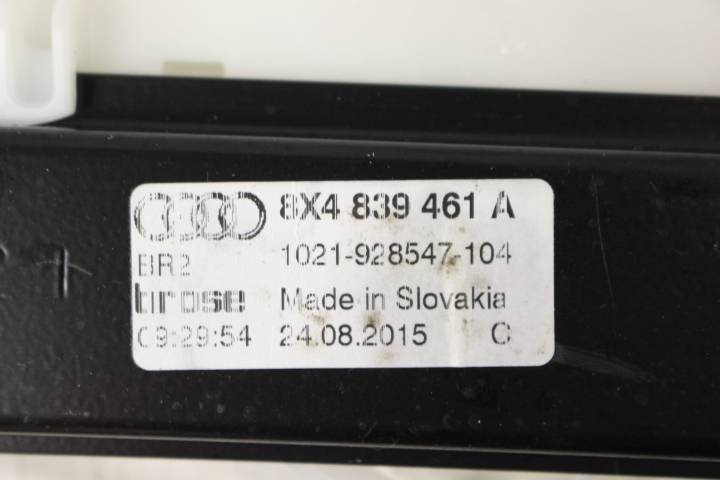 8X4 839 461 A
BR2 1021-928547-104
brose Made in Slovakia
09:29:54 24.08.2015 C